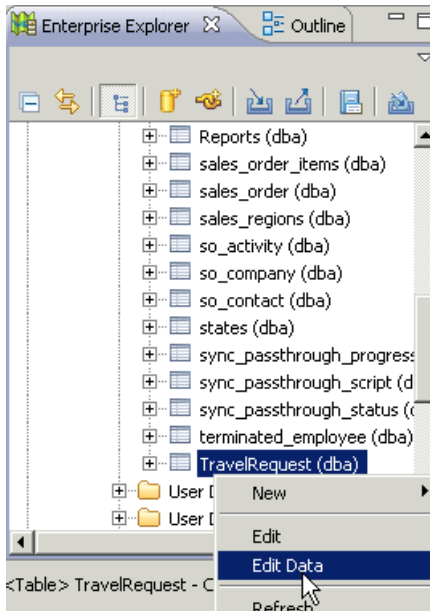 Enterprise Explorer Outline
Reports (dba)
sales_order_items (dba)
sales_order (dba)
sales_regions (dba)
so_activity (dba)
so_company (dba)
so_contact (dba)
states (dba)
sync_passthrough_progress
sync_passthrough_script (d
sync_passthrough_status (
terminated_employee (dba)
TravelRequest (dba)
User
User
New
Edit
Edit Data
Refresh
<Table> TravelRequest - C